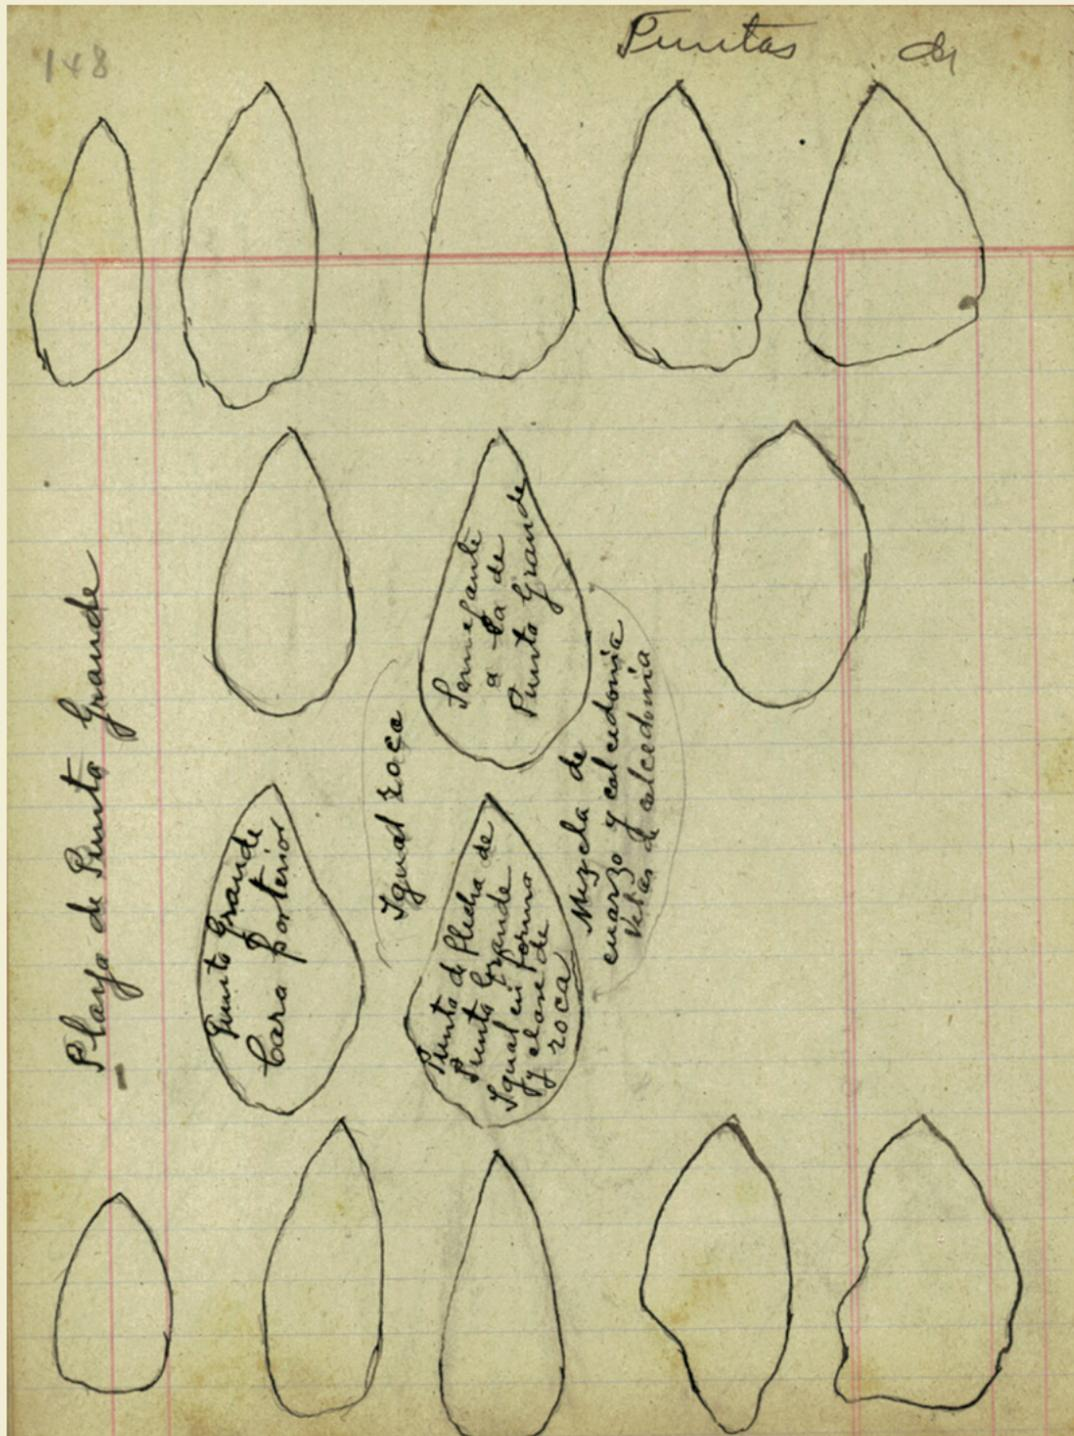 148
Puntas de
Playa de Punta Grande
Semejante
a la de
Punta Grande
Igual roca
Mezcla de
cuarzo y calcedonia
Vetas de calcedonia
Punta Grande
Cara posterior
Punta de flecha de
Punta Grande
Igual en forma
y clase de
roca